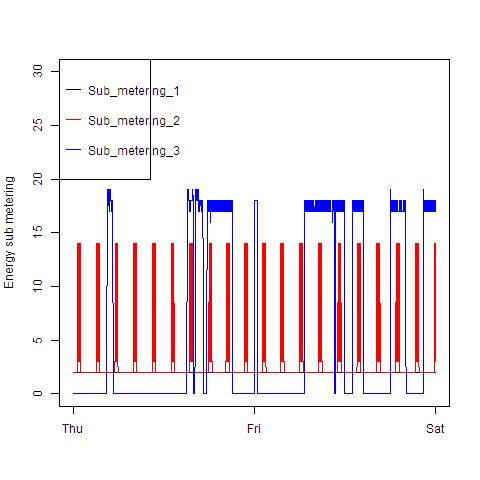 30
25
20
15
10
5
0
Energy sub metering
Sub_metering_1
Sub_metering_2
Sub_metering_3
Thu Fri Sat